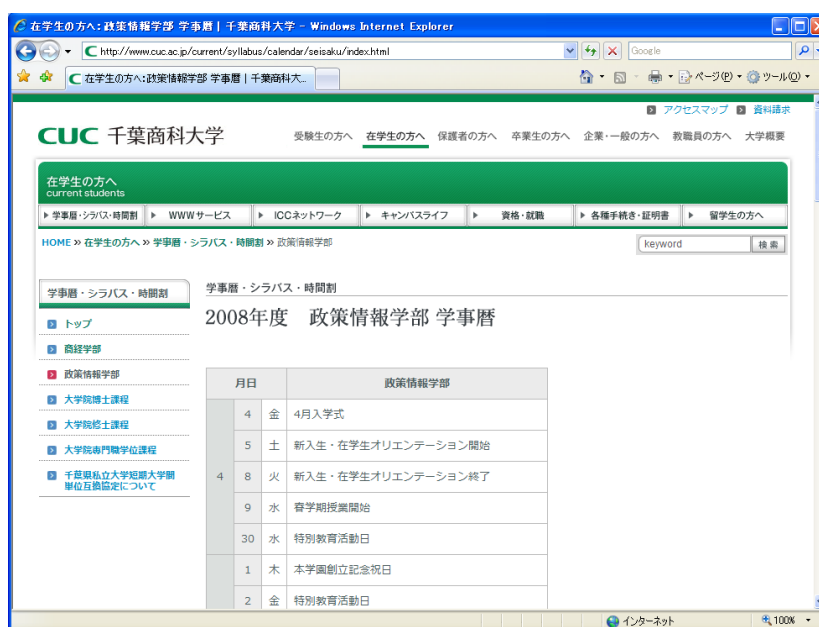 在学生の方へ:政策情報学部 学事暦 | 千葉商科大学 - Windows Internet Explorer
http://www.cuc.ac.jp/current/syllabus/calendar/seisaku/index.html
Google
在学生の方へ:政策情報学部 学事暦 | 千葉商科大...
ページ(P)
ツール(O)
アクセスマップ 資料請求
CUC 千葉商科大学
受験生の方へ 在学生の方へ 保護者の方へ 卒業生の方へ 企業・一般の方へ 教職員の方へ 大学概要
在学生の方へ
current students
学事暦・シラバス・時間割 WWWサービス ICCネットワーク キャンパスライフ 資格・就職 各種手続き・証明書 留学生の方へ
HOME » 在学生の方へ » 学事暦・シラバス・時間割 » 政策情報学部
keyword 検索
学事暦・シラバス・時間割
トップ
商経学部
政策情報学部
大学院博士課程
大学院修士課程
大学院専門職学位課程
千葉県私立大学短期大学間
単位互換協定について
学事暦・シラバス・時間割
2008年度 政策情報学部 学事暦
月日 政策情報学部
4 金 4月入学式
5 土 新入生・在学生オリエンテーション開始
4 8 火 新入生・在学生オリエンテーション終了
9 水 春学期授業開始
30 水 特別教育活動日
1 木 本学園創立記念祝日
2 金 特別教育活動日
インターネット 100%